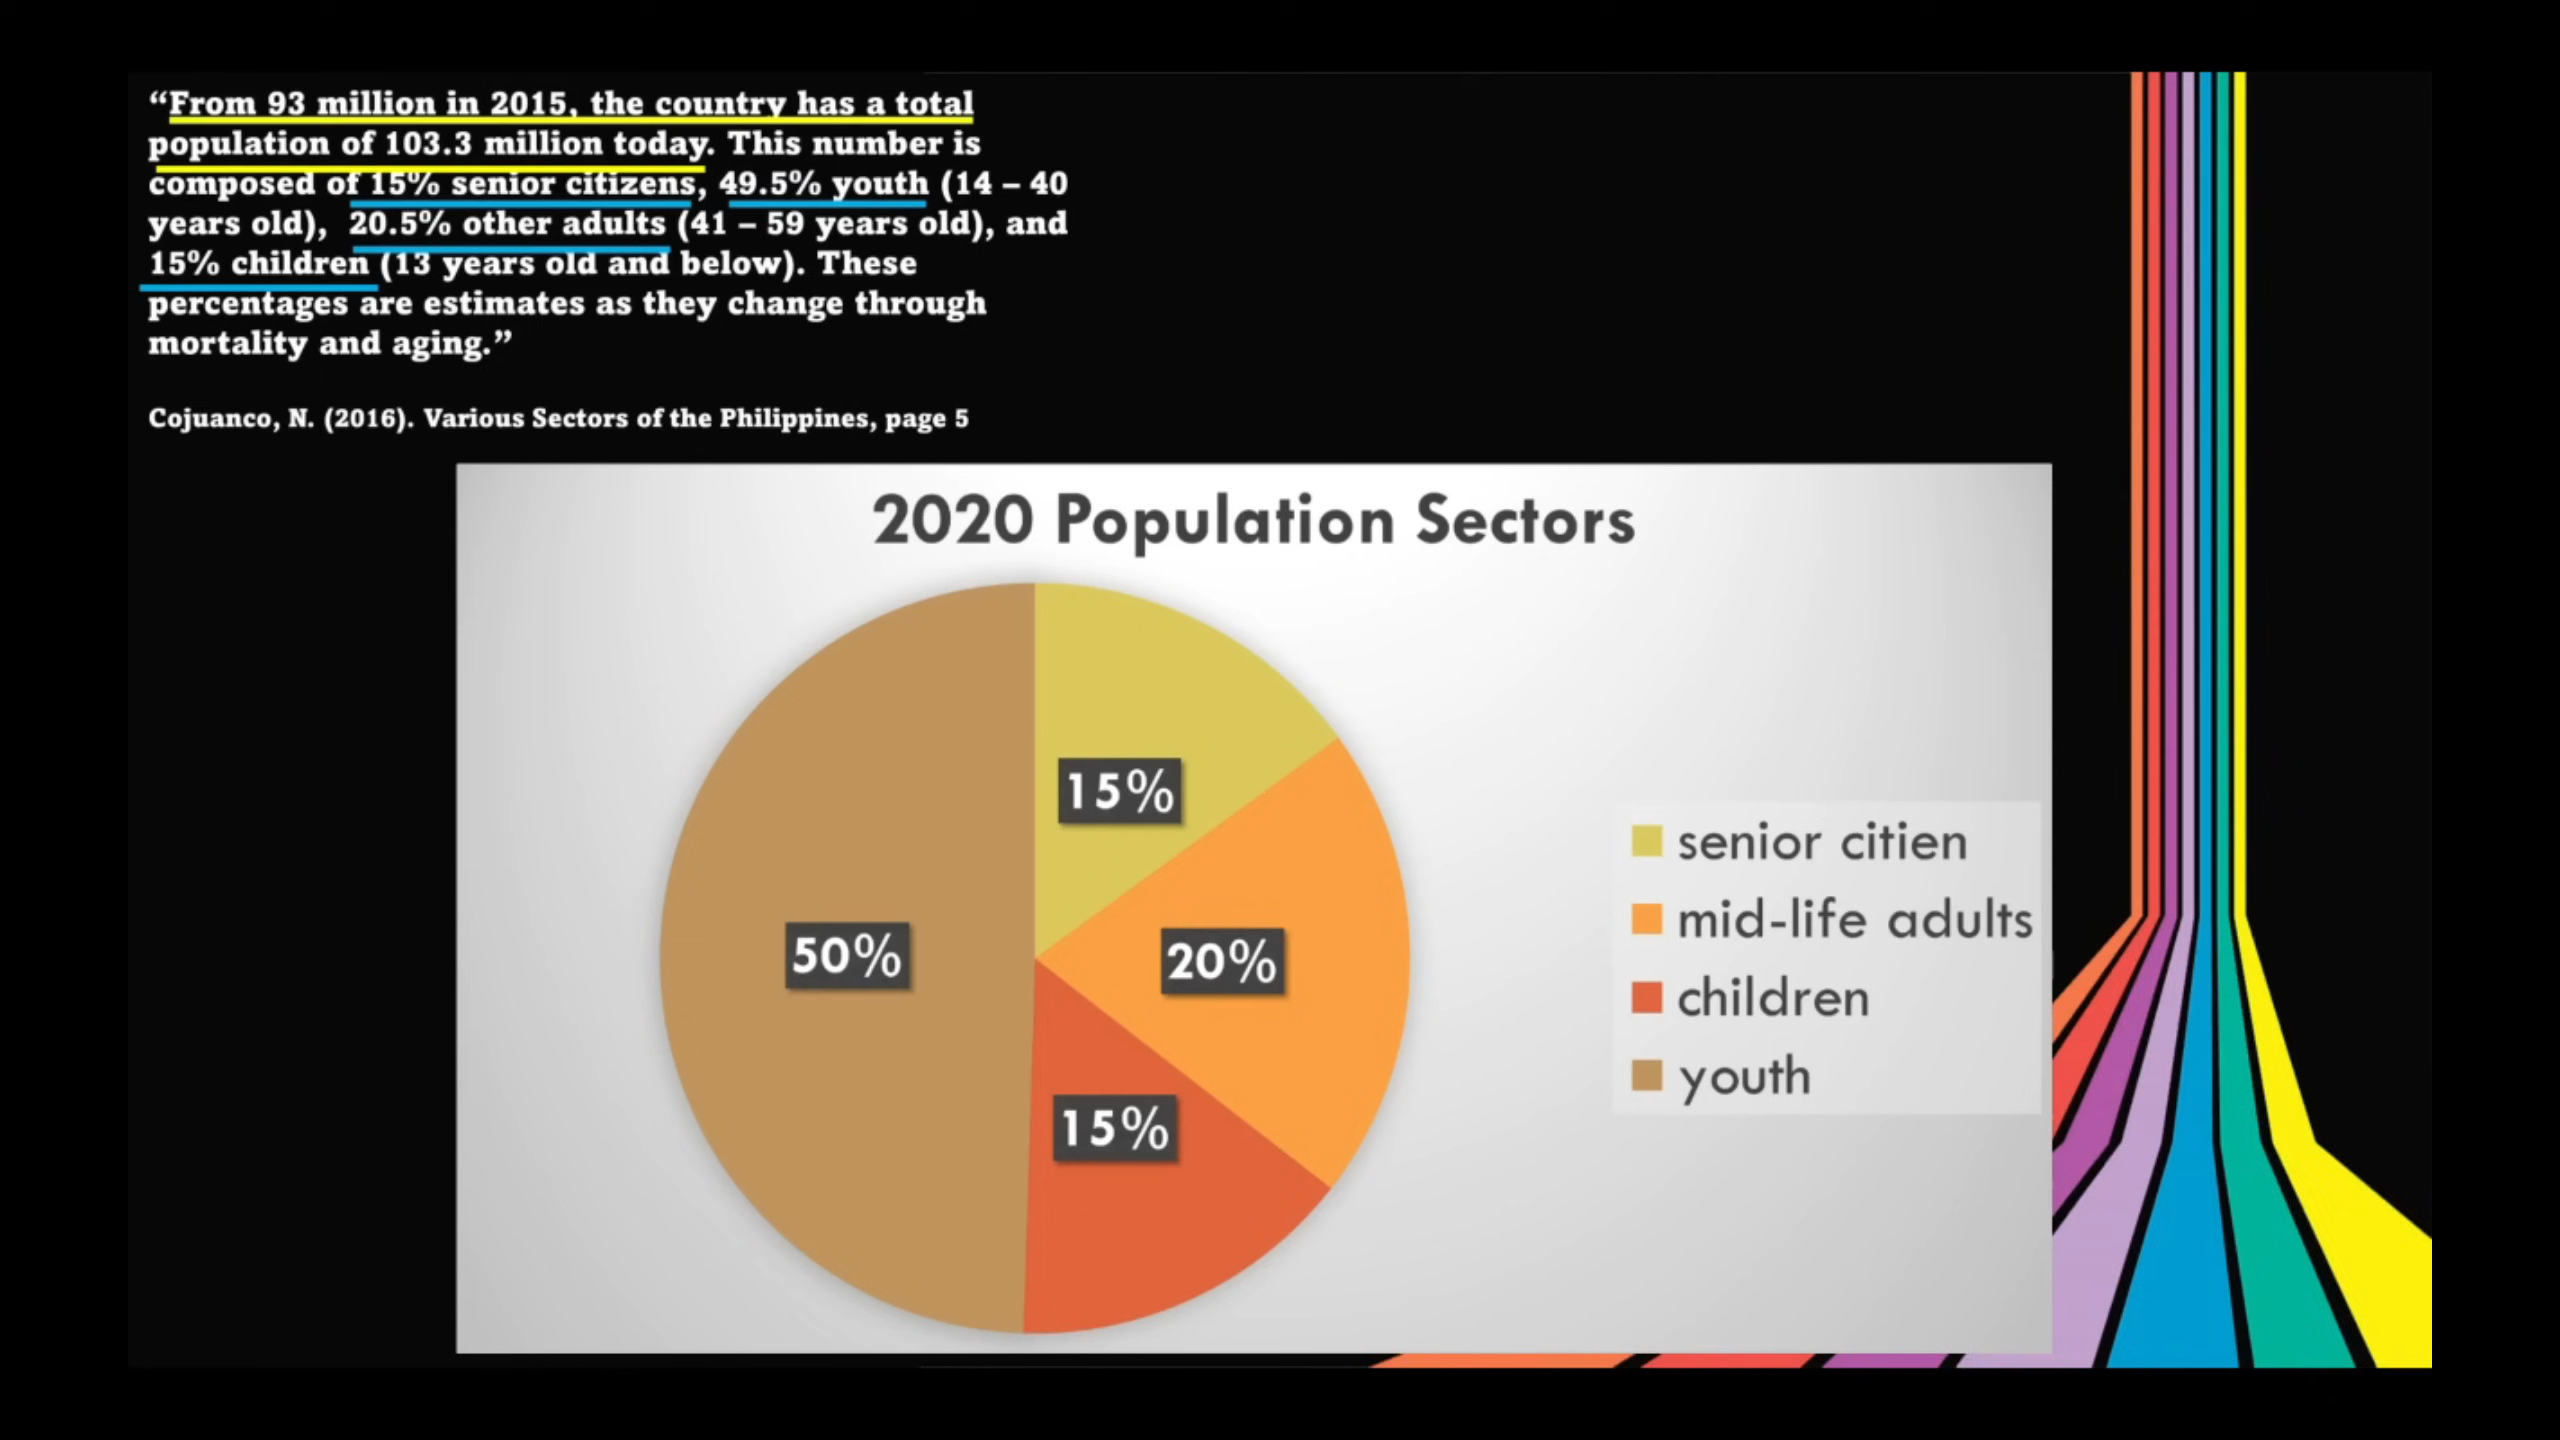 “From 93 million in 2015, the country has a total
population of 103.3 million today. This number is
composed of 15% senior citizens, 49.5% youth (14 – 40
years old), 20.5% other adults (41 – 59 years old), and
15% children (13 years old and below). These
percentages are estimates as they change through
mortality and aging.”
Cojuanco, N. (2016). Various Sectors of the Philippines, page 5
2020 Population Sectors
15%
50%
20%
15%
senior citien
mid-life adults
children
youth